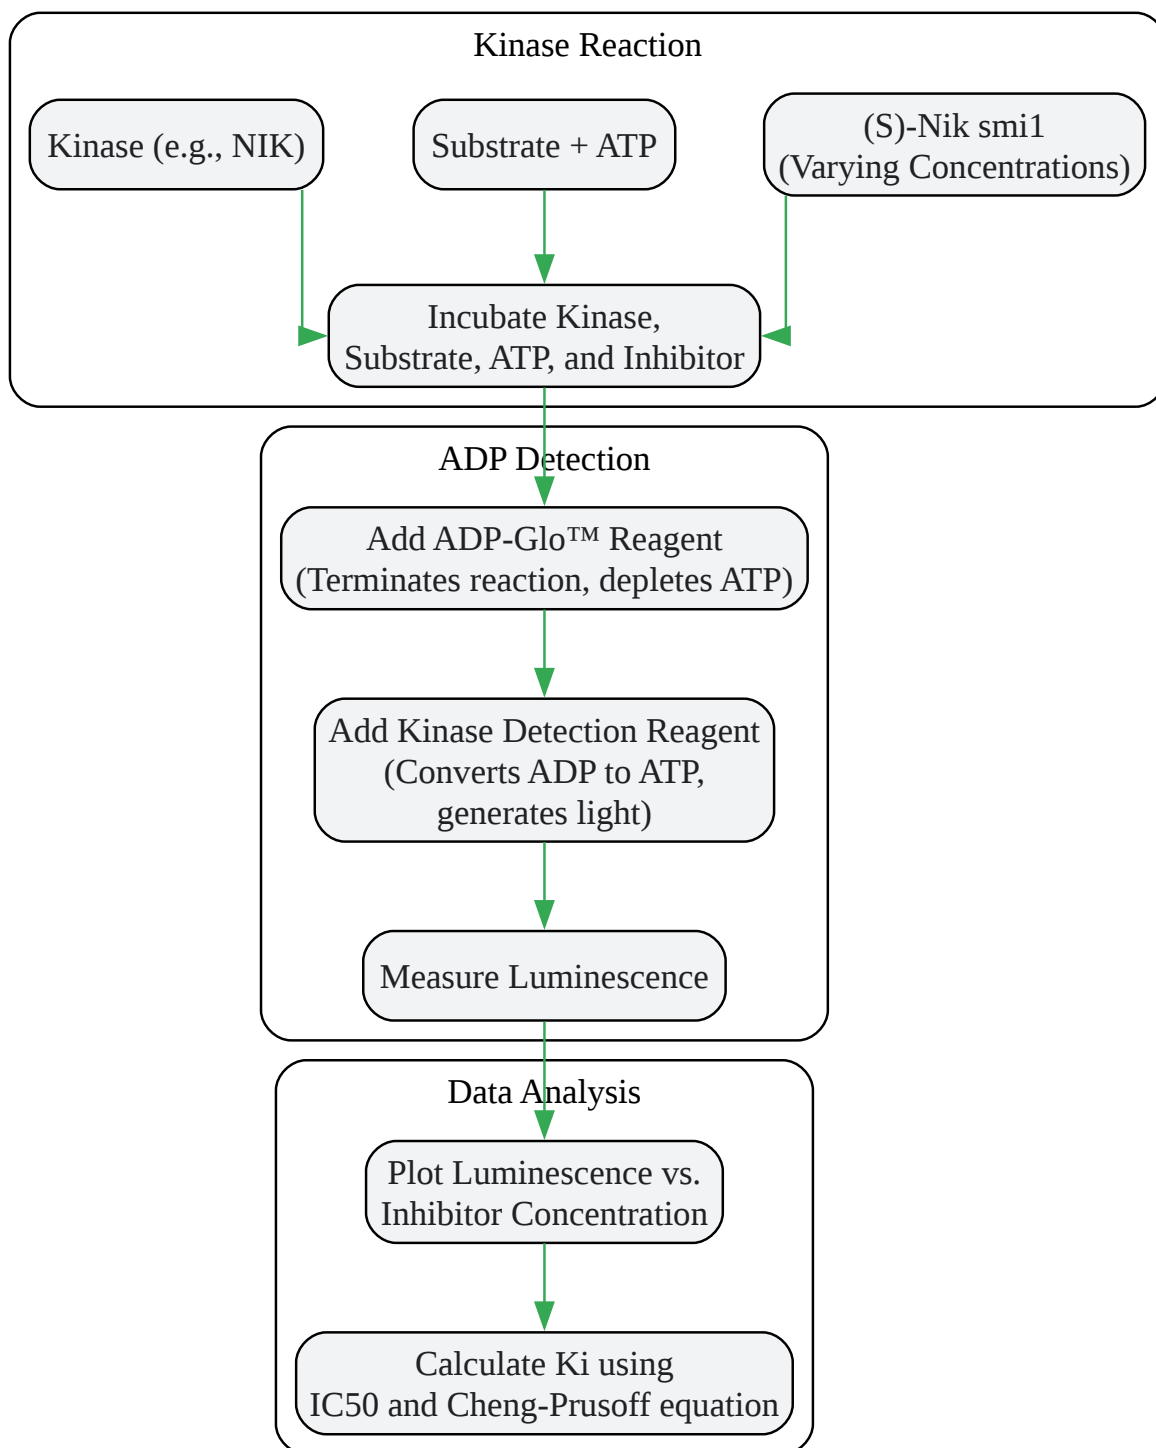 Kinase Reaction
Kinase (e.g., NIK)
Substrate + ATP
(S)-Nik smi1
(Varying Concentrations)
Incubate Kinase,
Substrate, ATP, and Inhibitor
ADP Detection
Add ADP-Glo™ Reagent
(Terminates reaction, depletes ATP)
Add Kinase Detection Reagent
(Converts ADP to ATP,
generates light)
Measure Luminescence
Data Analysis
Plot Luminescence vs.
Inhibitor Concentration
Calculate Ki using
IC50 and Cheng-Prusoff equation